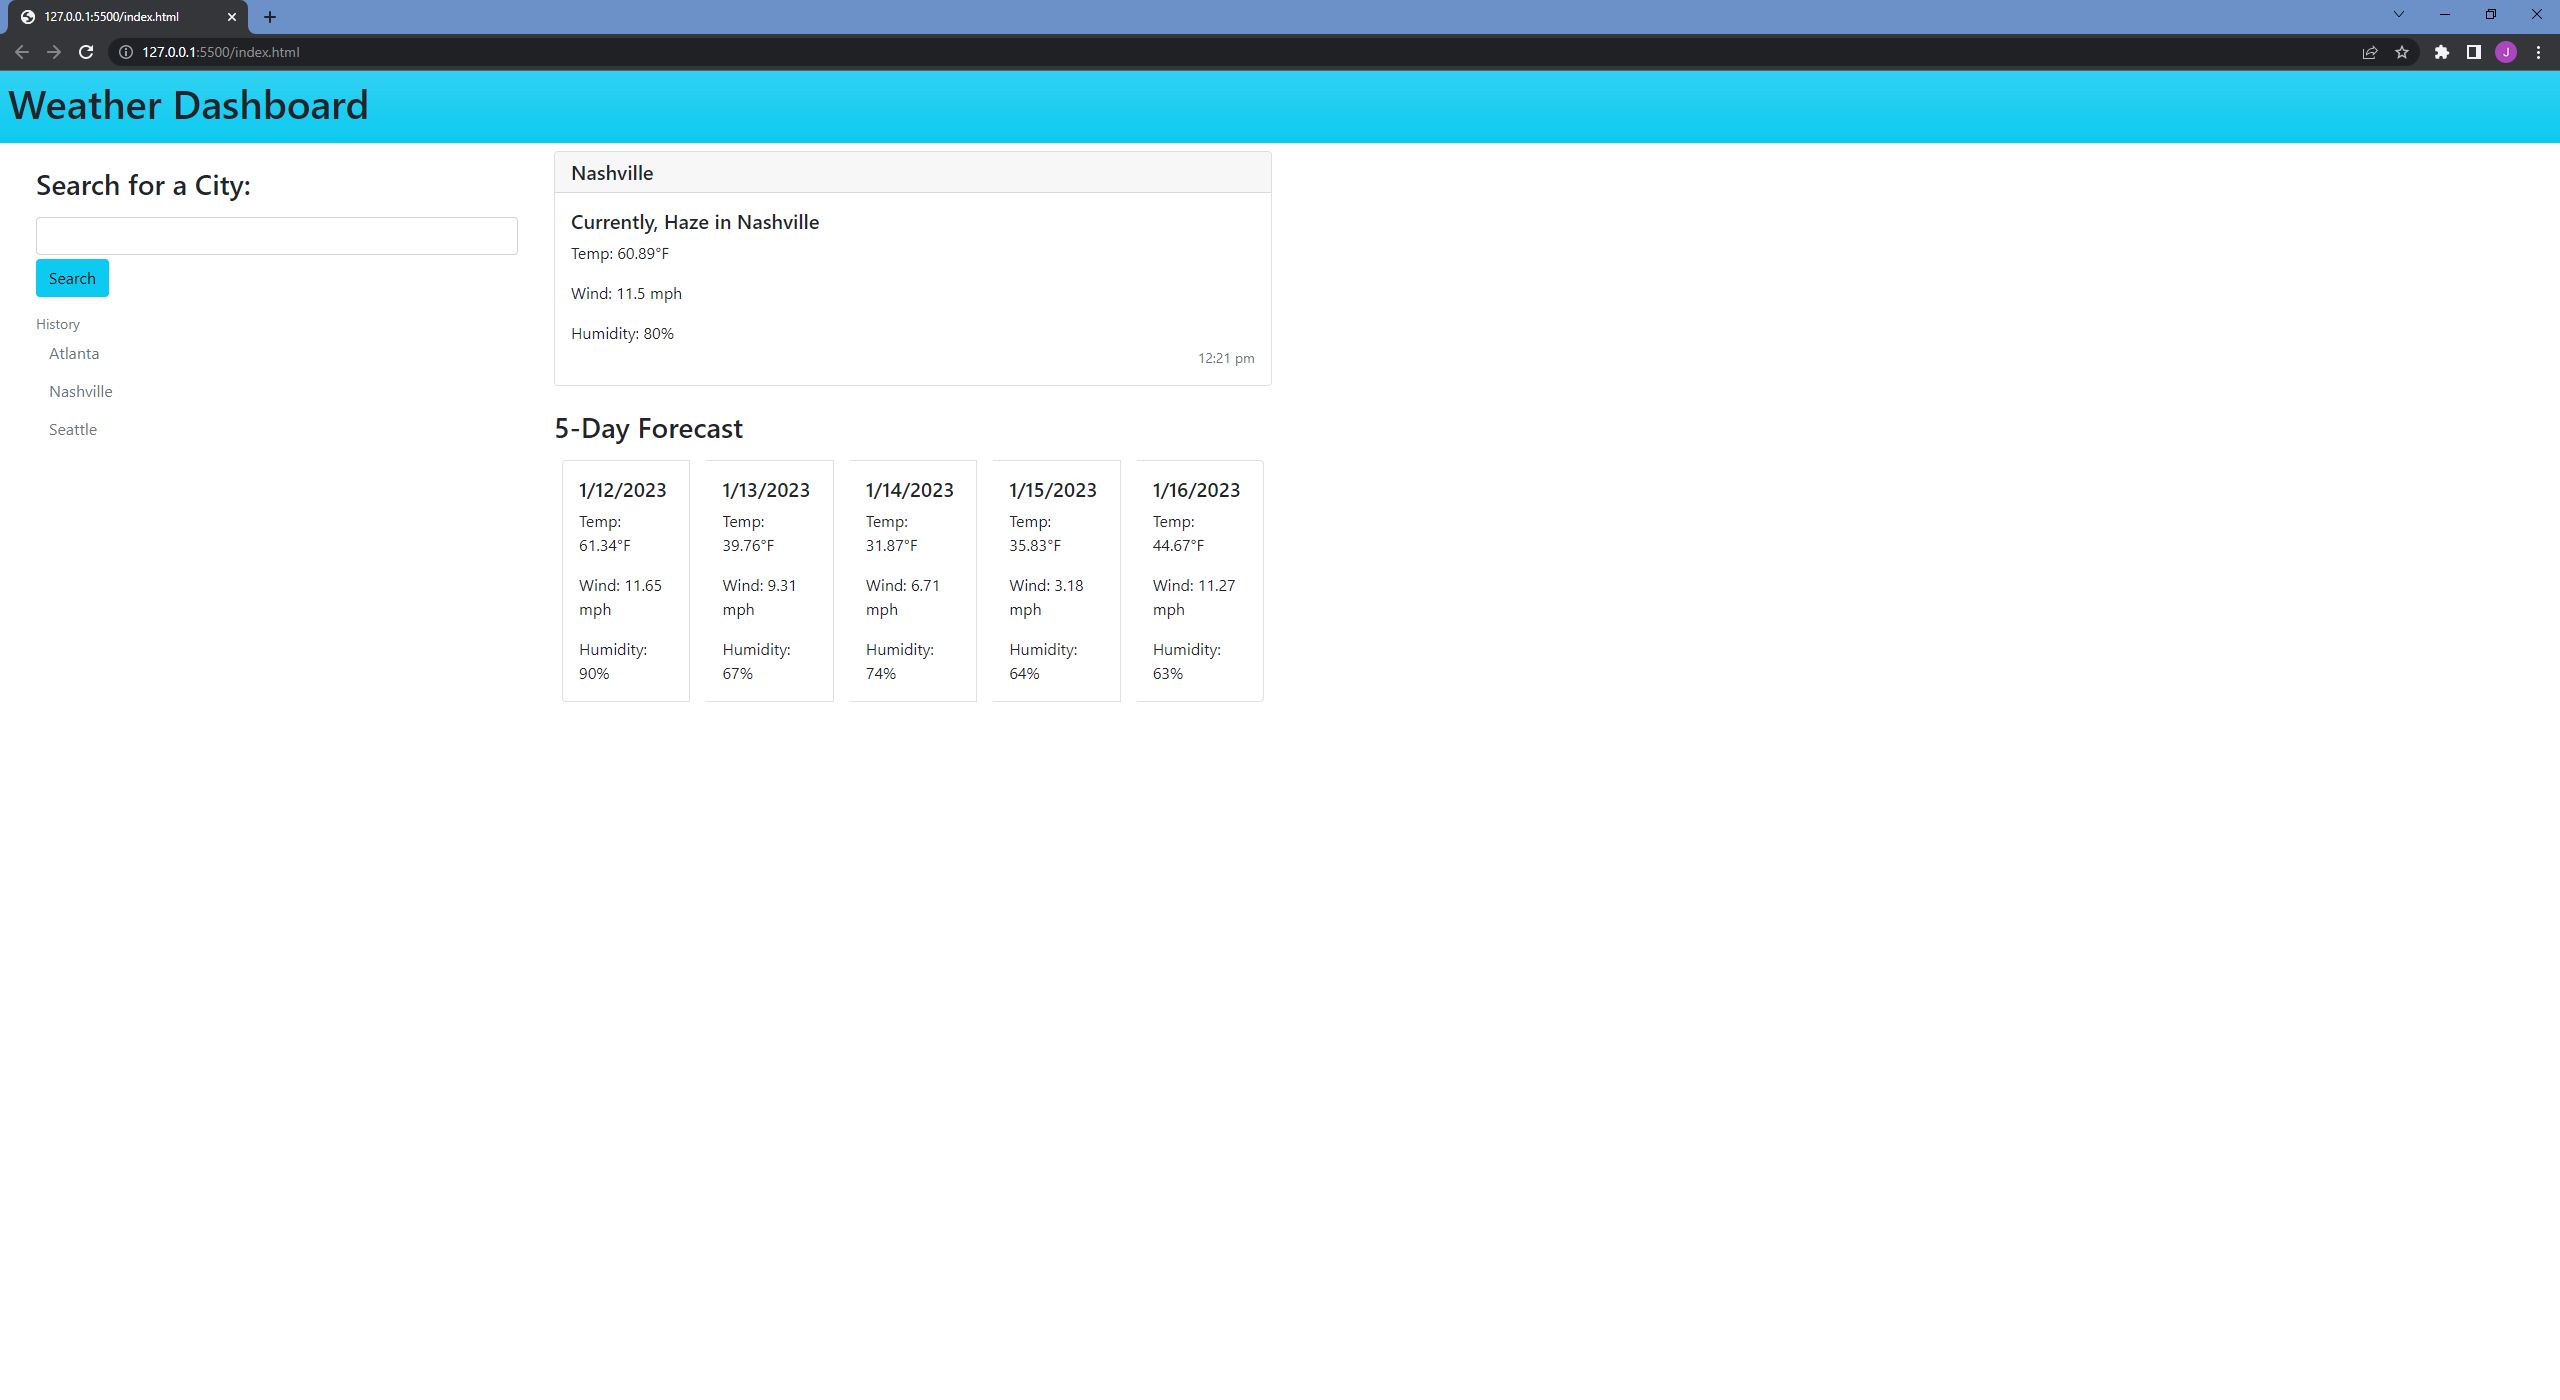 127.0.0.1:5500/index.html
127.0.0.1:5500/index.html
J
Weather Dashboard
Search for a City:
Search
History
Atlanta
Nashville
Seattle
Nashville
Currently, Haze in Nashville
Temp: 60.89°F
Wind: 11.5 mph
Humidity: 80%
12:21 pm
5-Day Forecast
1/12/2023
Temp:
61.34°F
Wind: 11.65
mph
Humidity:
90%
1/13/2023
Temp:
39.76°F
Wind: 9.31
mph
Humidity:
67%
1/14/2023
Temp:
31.87°F
Wind: 6.71
mph
Humidity:
74%
1/15/2023
Temp:
35.83°F
Wind: 3.18
mph
Humidity:
64%
1/16/2023
Temp:
44.67°F
Wind: 11.27
mph
Humidity:
63%